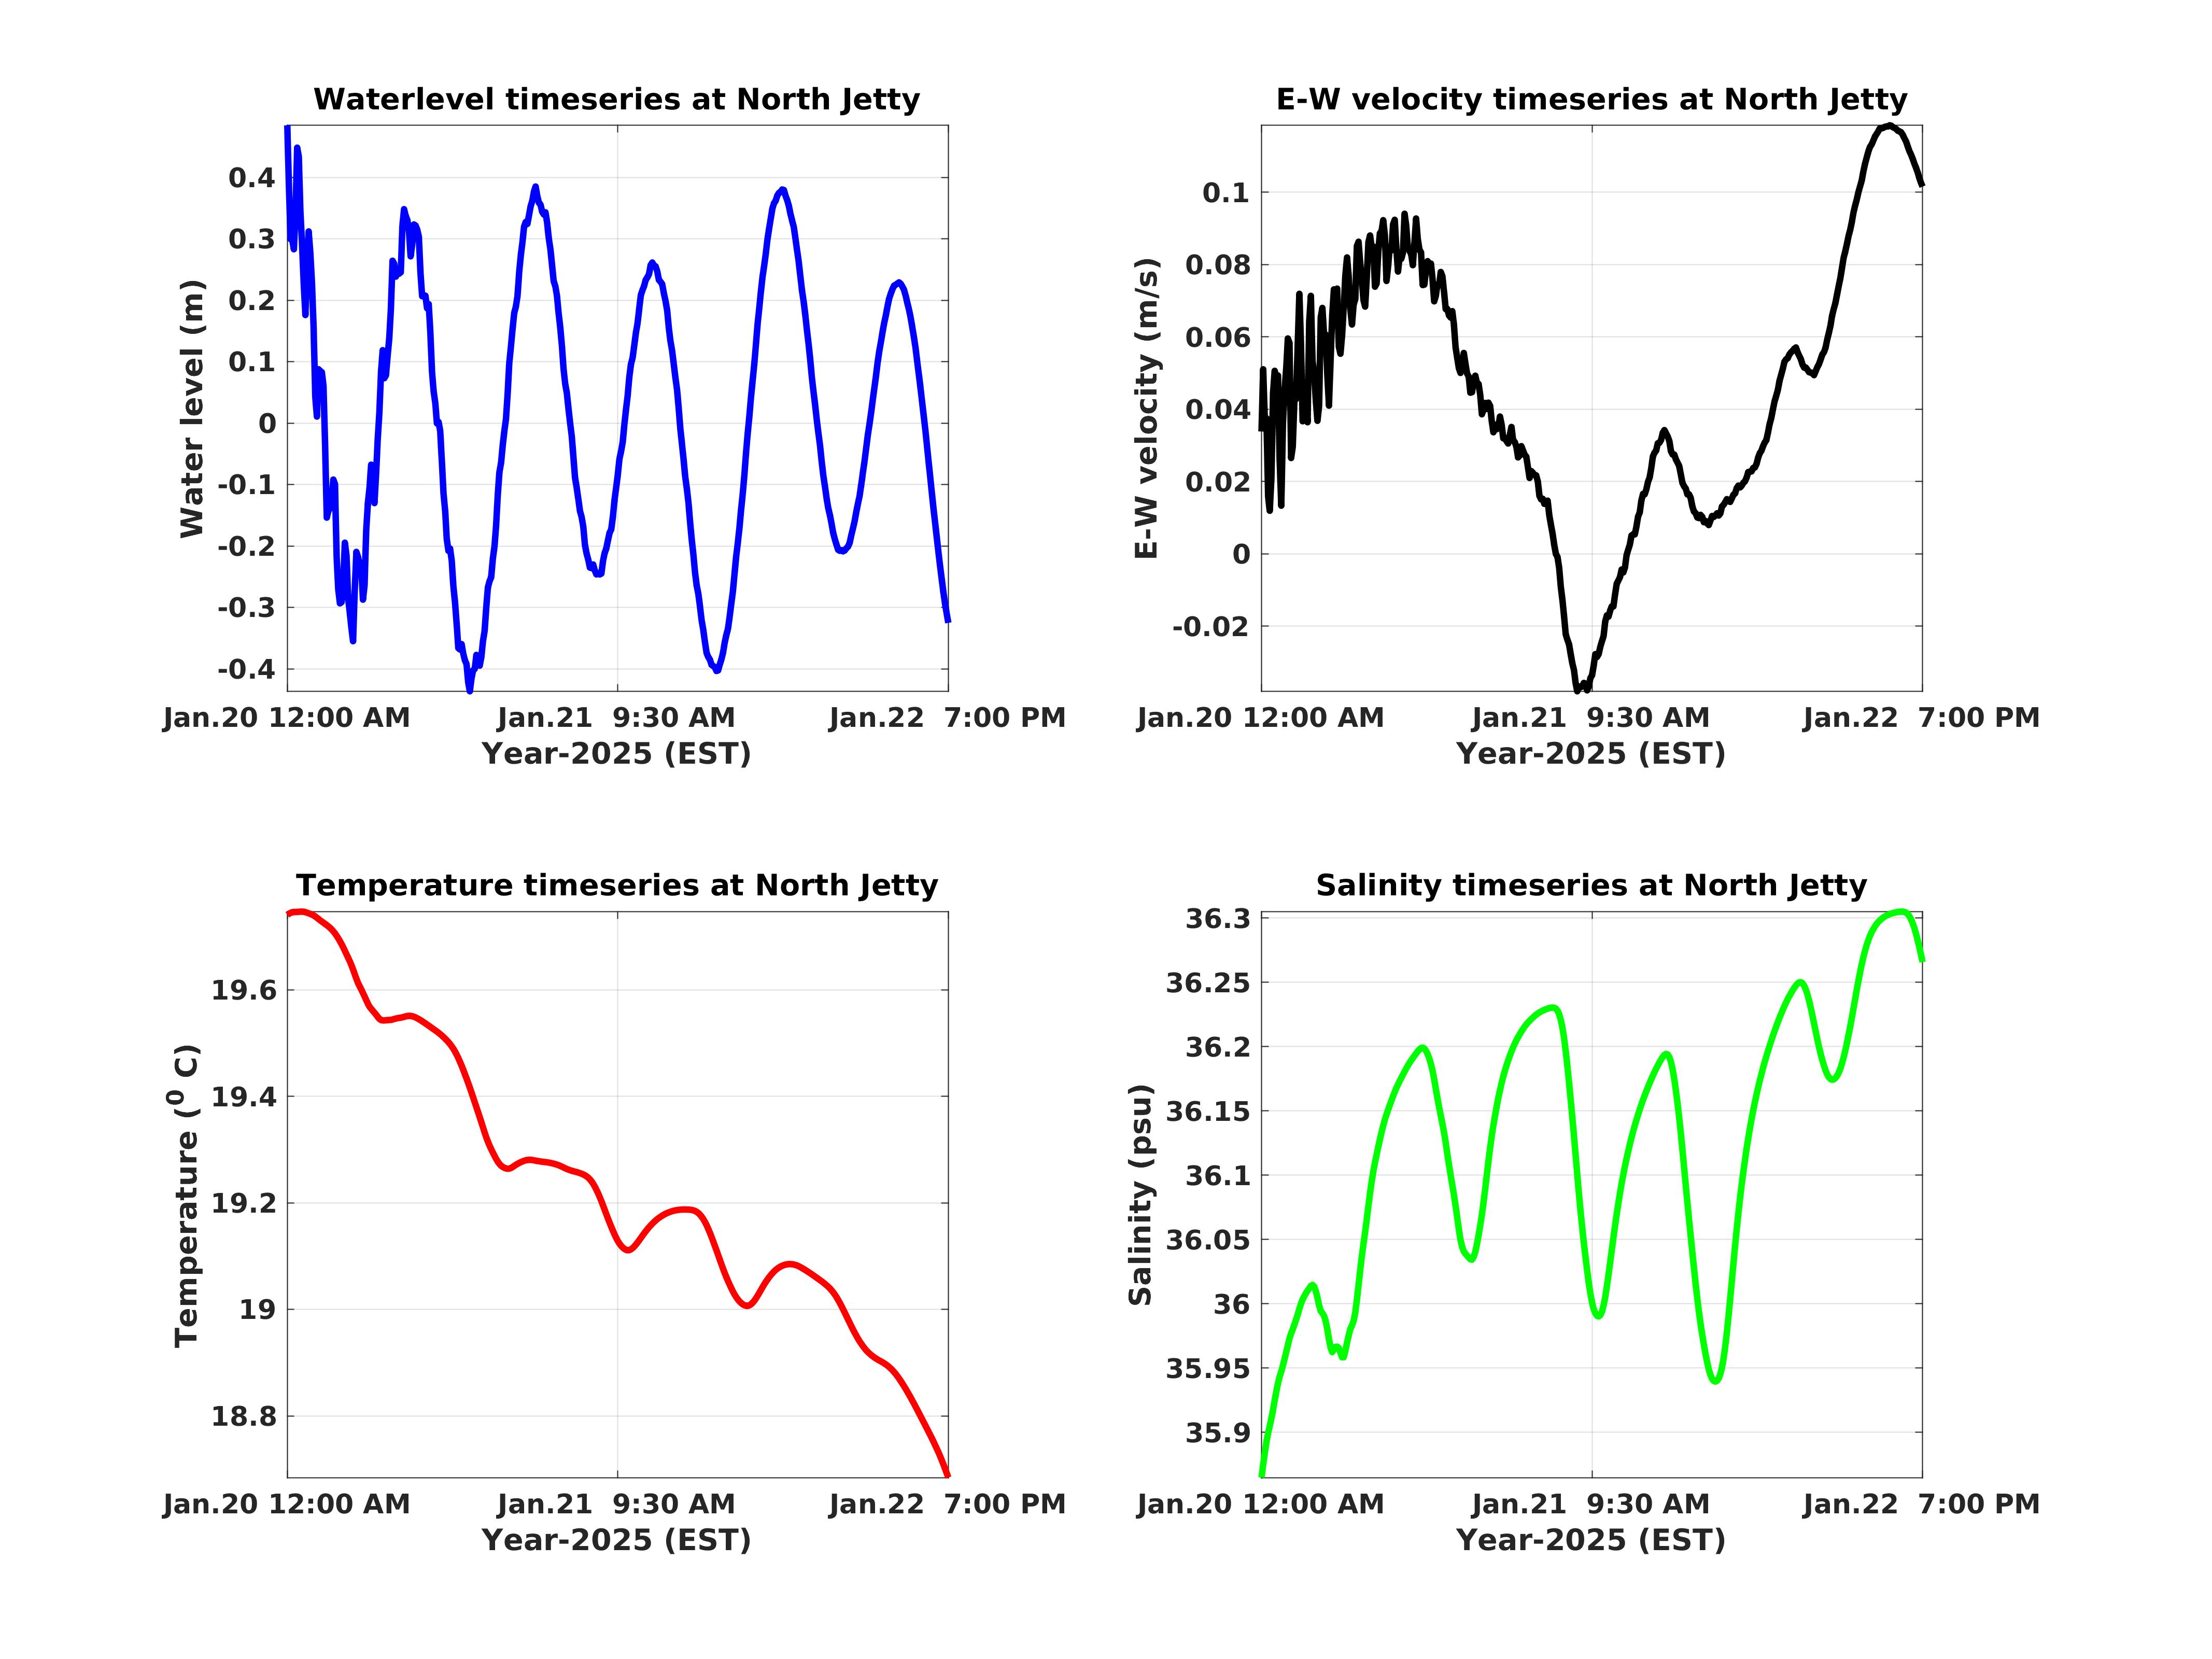 Waterlevel timeseries at North Jetty
0.4
0.3
0.2
0.1
0
-0.1
-0.2
-0.3
-0.4
Water level (m)
Jan.20 12:00 AM Jan.21 9:30 AM Jan.22 7:00 PM
Year-2025 (EST)
E-W velocity timeseries at North Jetty
0.1
0.08
0.06
0.04
0.02
0
-0.02
E-W velocity (m/s)
Jan.20 12:00 AM Jan.21 9:30 AM Jan.22 7:00 PM
Year-2025 (EST)
Temperature timeseries at North Jetty
19.6
19.4
19.2
19
18.8
Temperature (⁰ C)
Jan.20 12:00 AM Jan.21 9:30 AM Jan.22 7:00 PM
Year-2025 (EST)
Salinity timeseries at North Jetty
36.3
36.25
36.2
36.15
36.1
36.05
36
35.95
35.9
Salinity (psu)
Jan.20 12:00 AM Jan.21 9:30 AM Jan.22 7:00 PM
Year-2025 (EST)